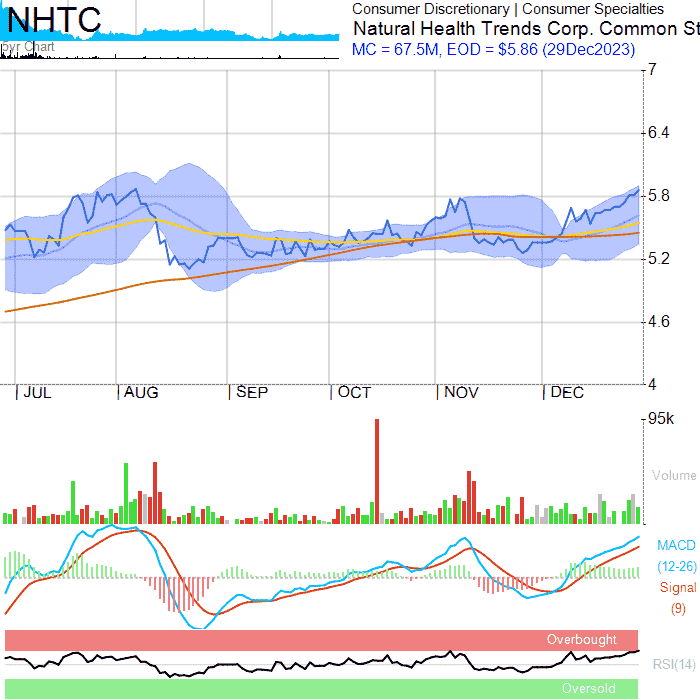 NHTC
Consumer Discretionary | Consumer Specialties
Natural Health Trends Corp. Common St
MC = 67.5M, EOD = $5.86 (29Dec2023)
5yr Chart
7
6.4
5.8
5.2
4.6
4
JUL
AUG
SEP
OCT
NOV
DEC
95k
Volume
MACD
(12-26)
Signal
(9)
Overbought
RSI(14)
Oversold